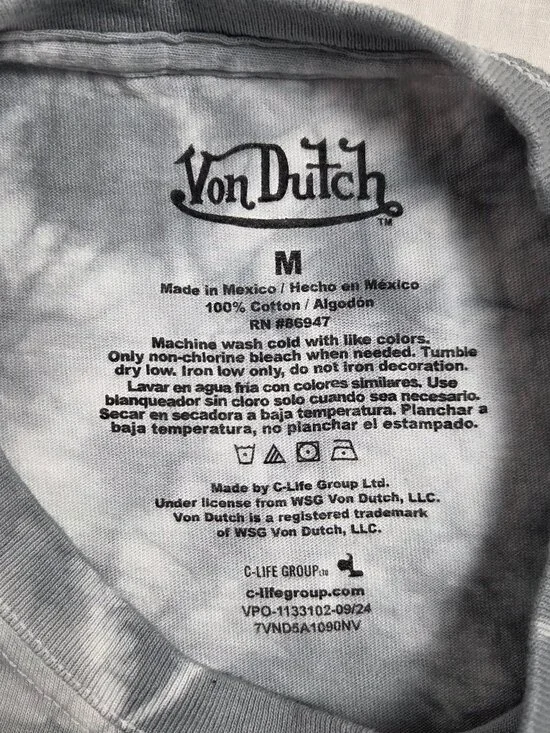 Von Dutch
TM
M
Made in Mexico / Hecho en México
100% Cotton / Algodón
RN #86947
Machine wash cold with like colors.
Only non-chlorine bleach when needed. Tumble
dry low. Iron low only, do not iron decoration.
Lavar en agua fría con colores similares. Use
blanqueador sin cloro solo cuando sea necesario.
Secar en secadora a baja temperatura. Planchar a
baja temperatura, no planchar el estampado.
Made by C-Life Group Ltd.
Under license from WSG Von Dutch, LLC.
Von Dutch is a registered trademark
of WSG Von Dutch, LLC.
C-LIFE GROUP LTD
c-lifegroup.com
VPO-1133102-09/24
7VND5A1090NV